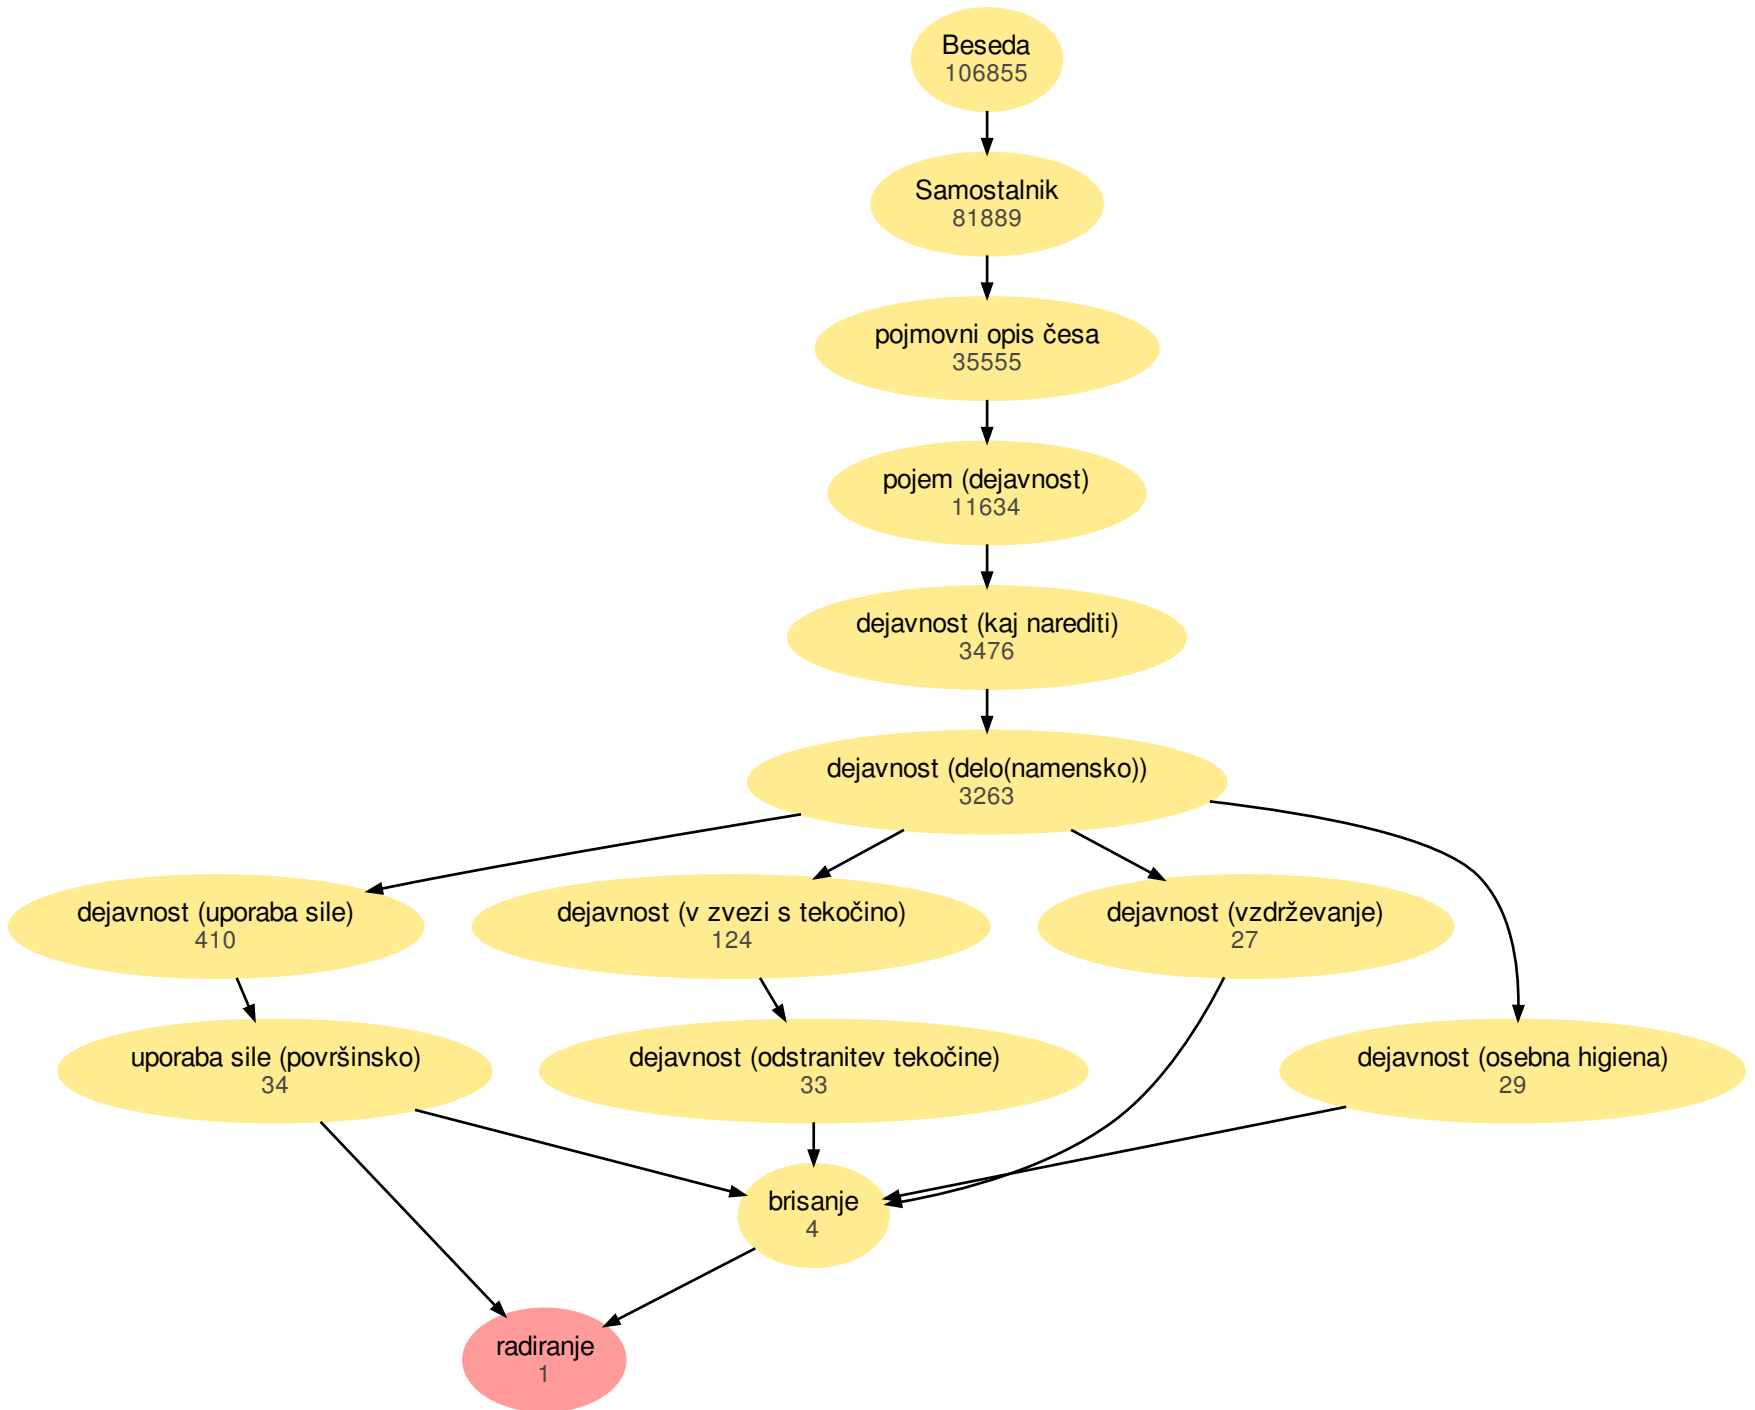 Beseda
106855
Samostalnik
81889
pojmovni opis česa
35555
pojem (dejavnost)
11634
dejavnost (kaj narediti)
3476
dejavnost (delo(namensko))
3263
dejavnost (uporaba sile)
410
dejavnost (v zvezi s tekočino)
124
dejavnost (vzdrževanje)
27
uporaba sile (površinsko)
34
dejavnost (odstranitev tekočine)
33
dejavnost (osebna higiena)
29
brisanje
4
radiranje
1